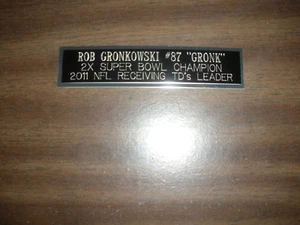 ROB GRONKOWSKI #87 "GRONK"
2X SUPER BOWL CHAMPION
2011 NFL RECEIVING TD's LEADER